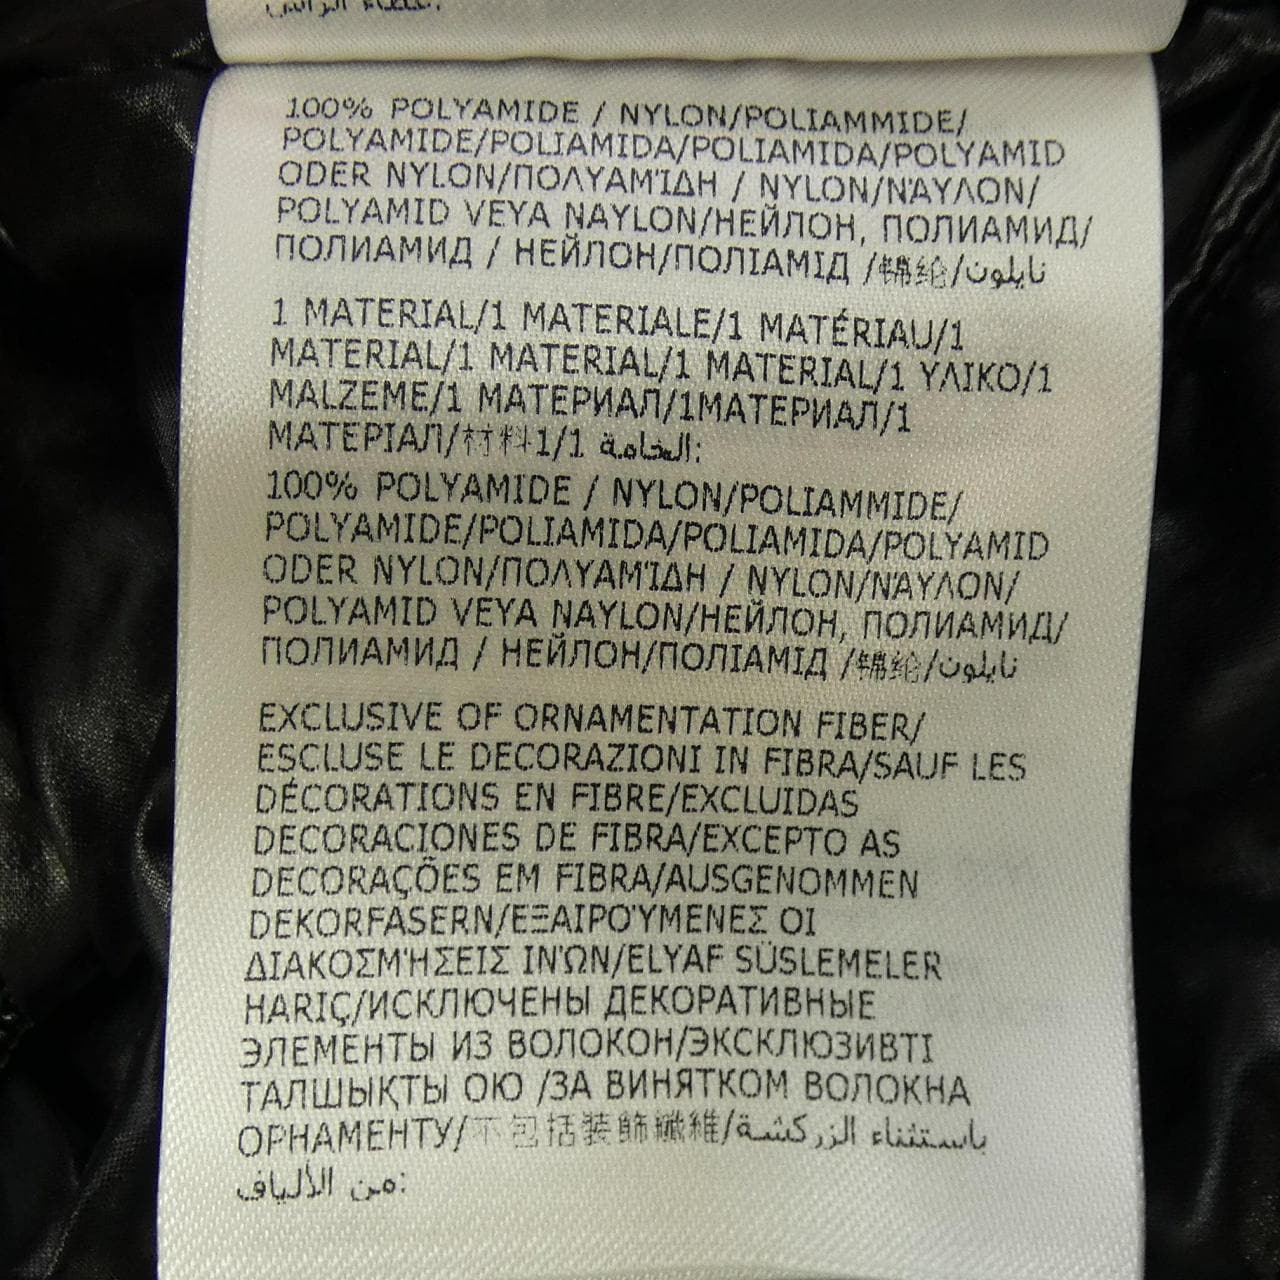 100% POLYAMIDE / NYLON/POLIAMMIDE/
POLYAMIDE/POLIAMIDA/POLIAMIDA/POLYAMID
ODER NYLON/ΠΟΛΥΑΜΊΔΗ / NYLON/ΝΆΥΛΟΝ/
POLYAMID VEYA NAYLON/НЕЙЛОН, ПОЛИАМИД/
ПОЛИАМИД / НЕЙЛОН/ПОЛІАМІД /锦纶/نايلون
1 MATERIAL/1 MATERIALE/1 MATÉRIAU/1
MATERIAL/1 MATERIAL/1 MATERIAL/1 ΥΛΙΚΟ/1
MALZEME/1 МАТЕРИАЛ/1МАТЕРИАЛ/1
МАТЕРІАЛ/材料1/1 الخامة:
100% POLYAMIDE / NYLON/POLIAMMIDE/
POLYAMIDE/POLIAMIDA/POLIAMIDA/POLYAMID
ODER NYLON/ΠΟΛΥΑΜΊΔΗ / NYLON/ΝΆΥΛΟΝ/
POLYAMID VEYA NAYLON/НЕЙЛОН, ПОЛИАМИД/
ПОЛИАМИД / НЕЙЛОН/ПОЛІАМІД /锦纶/نايلون
EXCLUSIVE OF ORNAMENTATION FIBER/
ESCLUSE LE DECORAZIONI IN FIBRA/SAUF LES
DÉCORATIONS EN FIBRE/EXCLUIDAS
DECORACIONES DE FIBRA/EXCEPTO AS
DECORAÇÕES EM FIBRA/AUSGENOMMEN
DEKORFASERN/ΕΞΑΙΡΟΎΜΕΝΕΣ ΟΙ
ΔΙΑΚΟΣΜΉΣΕΙΣ ΙΝΏΝ/ELYAF SÜSLEMELER
HARIÇ/ИСКЛЮЧЕНЫ ДЕКОРАТИВНЫЕ
ЭЛЕМЕНТЫ ИЗ ВОЛОКОН/ЭКСКЛЮЗИВТІ
ТАЛШЫҚТЫ ОЮ /ЗА ВИНЯТКОМ ВОЛОКНА
ОРНАМЕНТУ/不包括装飾纖維/باستثناء الزركشة
من الألياف: